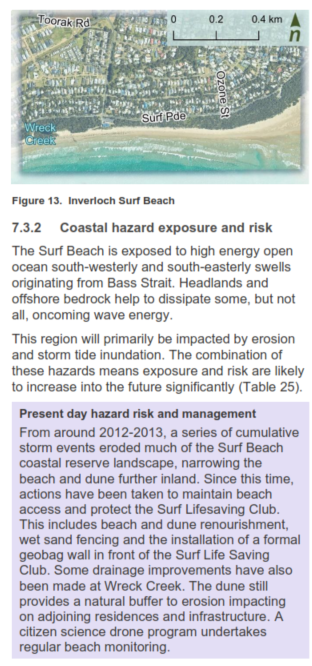 Toorak Rd
0 0.2 0.4 km
n
Ozone St
Surf Pde
Wreck
Creek
Figure 13. Inverloch Surf Beach
7.3.2 Coastal hazard exposure and risk
The Surf Beach is exposed to high energy open
ocean south-westerly and south-easterly swells
originating from Bass Strait. Headlands and
offshore bedrock help to dissipate some, but not
all, oncoming wave energy.
This region will primarily be impacted by erosion
and storm tide inundation. The combination of
these hazards means exposure and risk are likely
to increase into the future significantly (Table 25).
Present day hazard risk and management
From around 2012-2013, a series of cumulative
storm events eroded much of the Surf Beach
coastal reserve landscape, narrowing the
beach and dune further inland. Since this time,
actions have been taken to maintain beach
access and protect the Surf Lifesaving Club.
This includes beach and dune renourishment,
wet sand fencing and the installation of a formal
geobag wall in front of the Surf Life Saving
Club. Some drainage improvements have also
been made at Wreck Creek. The dune still
provides a natural buffer to erosion impacting
on adjoining residences and infrastructure. A
citizen science drone program undertakes
regular beach monitoring.